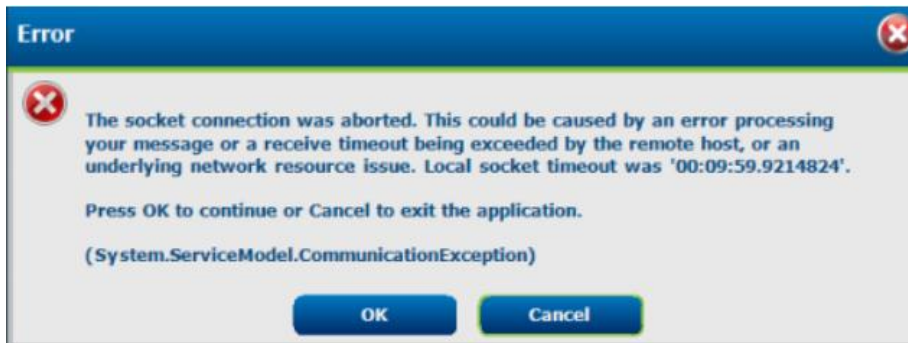 Error
The socket connection was aborted. This could be caused by an error processing
your message or a receive timeout being exceeded by the remote host, or an
underlying network resource issue. Local socket timeout was '00:09:59.9214824'.
Press OK to continue or Cancel to exit the application.
(System.ServiceModel.CommunicationException)
OK Cancel